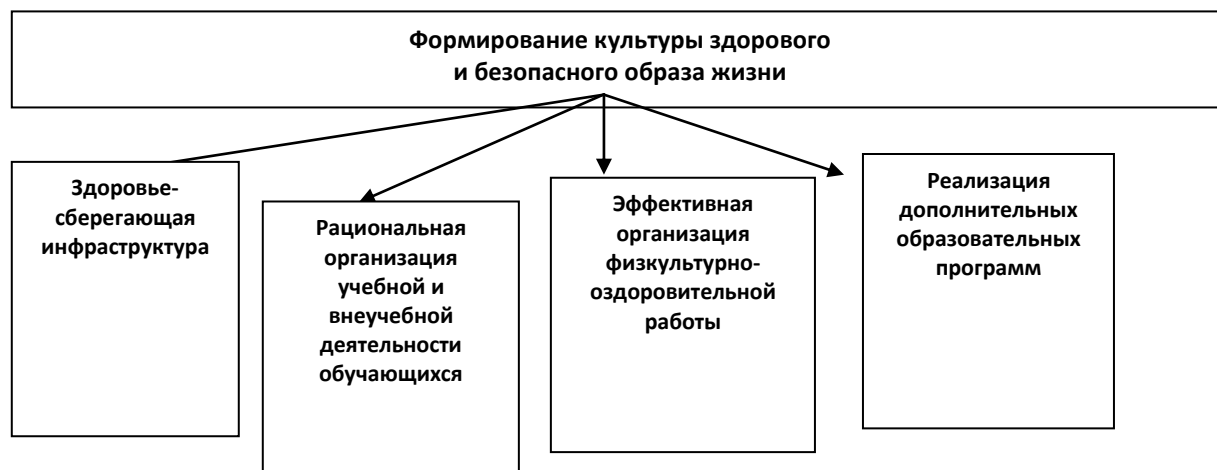 Формирование культуры здорового
и безопасного образа жизни
Здоровье-
сберегающая
инфраструктура
Рациональная
организация
учебной и
внеучебной
деятельности
обучающихся
Эффективная
организация
физкультурно-
оздоровительной
работы
Реализация
дополнительных
образовательных
программ